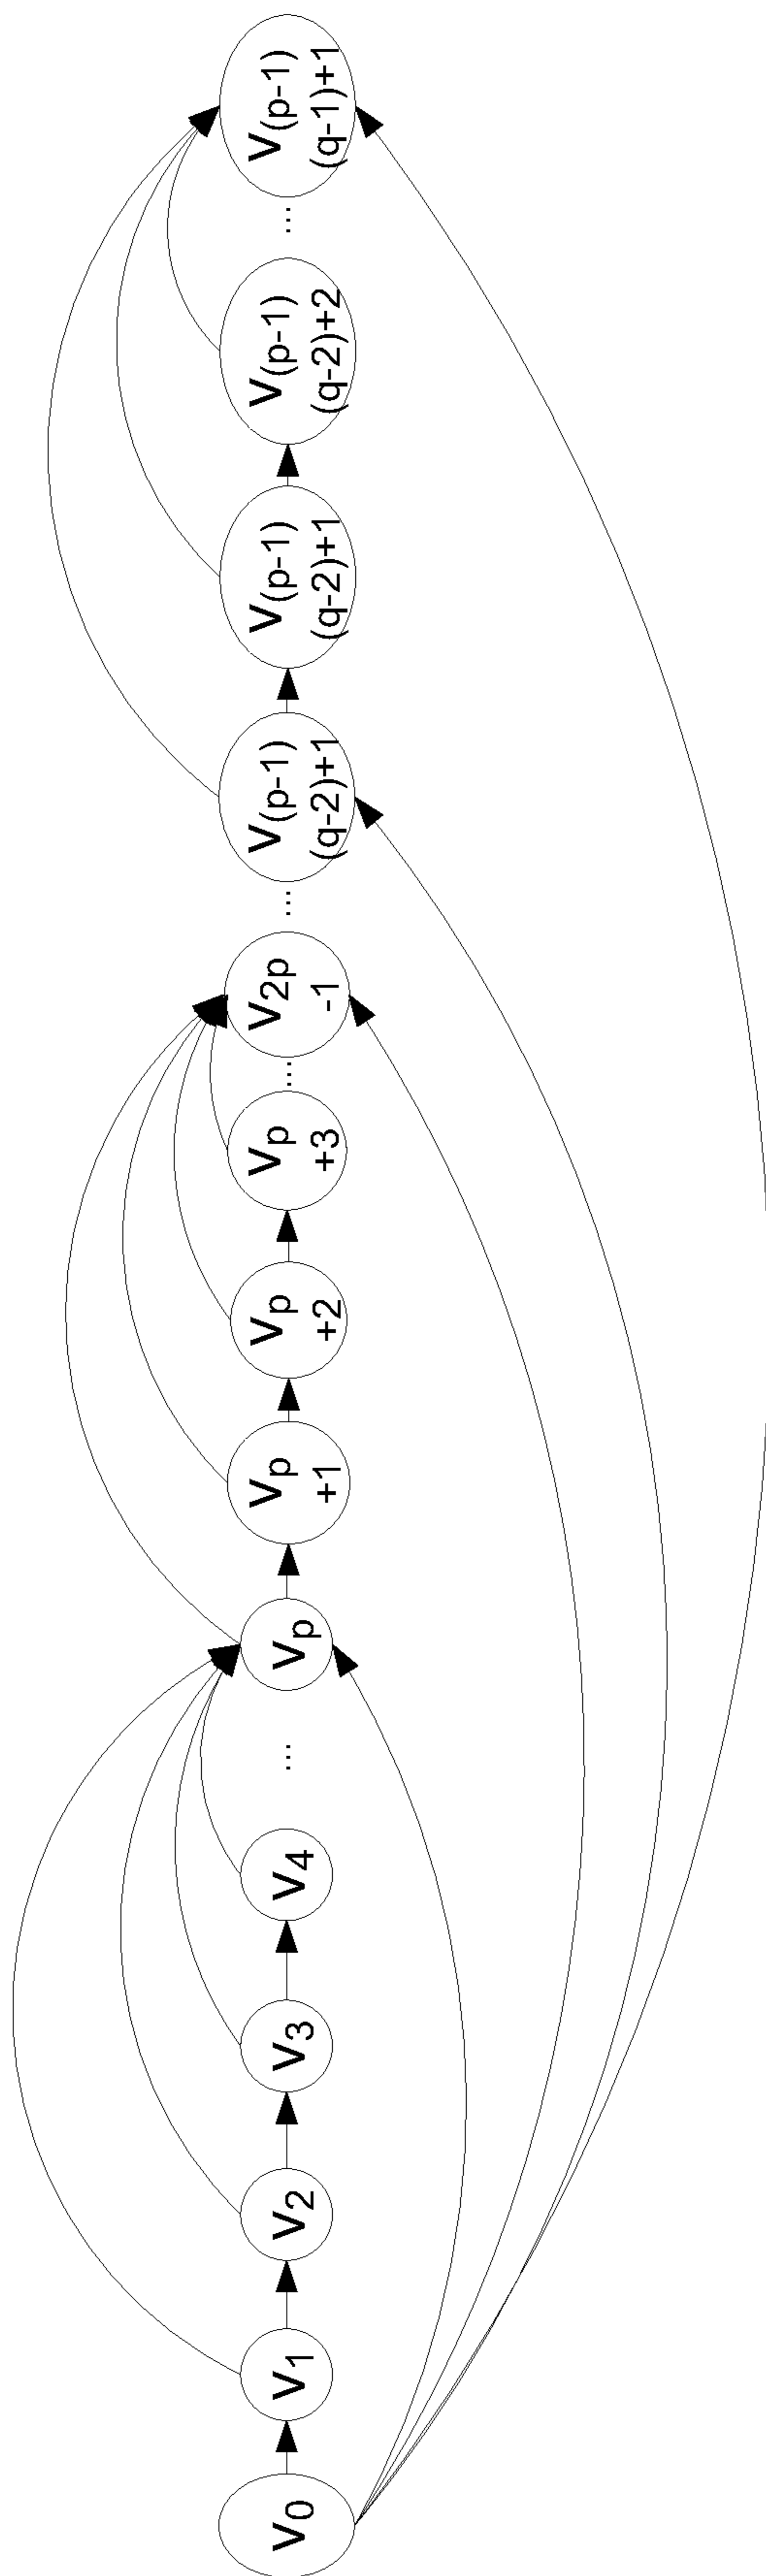 V0
V1
V2
V3
V4
...
Vp
Vp
+1
Vp
+2
Vp
+3
...
V2p
-1
...
V(p-1)
(q-2)+1
V(p-1)
(q-2)+1
V(p-1)
(q-2)+2
...
V(p-1)
(q-1)+1